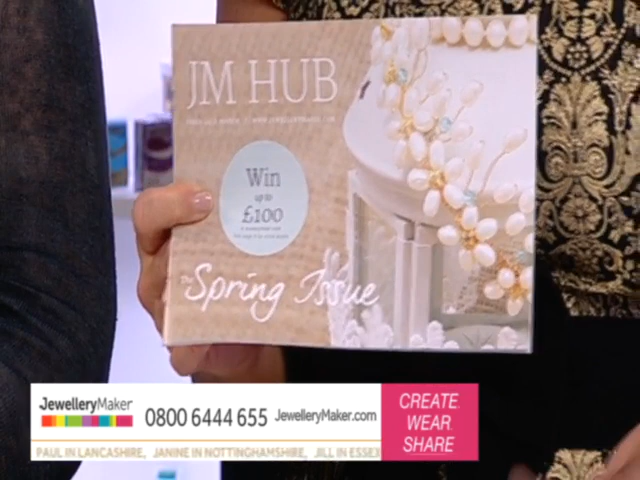 JM HUB
Win
up to
£100
The
Spring Issue
JewelleryMaker
0800 6444 655
JewelleryMaker.com
CREATE.
WEAR.
SHARE
PAUL IN LANCASHIRE, JANINE IN NOTTINGHAMSHIRE, JILL IN ESSEX